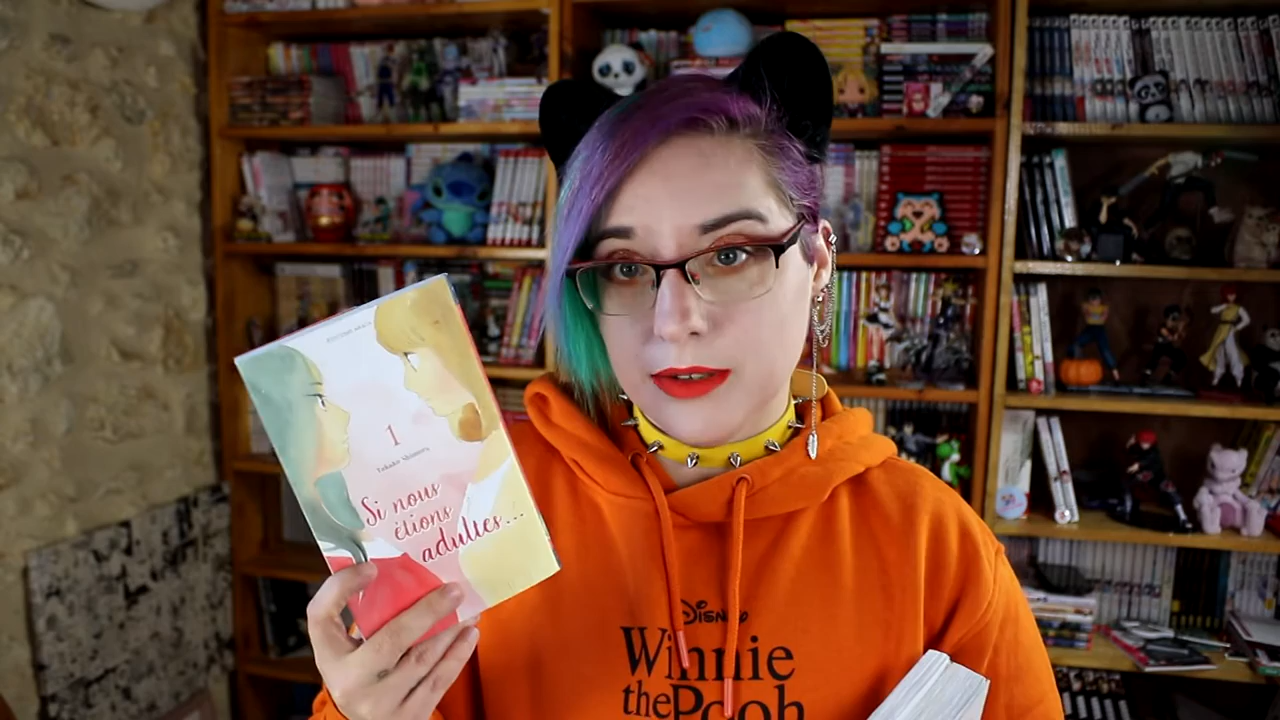 1
Takako Shimura
Si nous
étions
adultes...
Disney
Winnie
the Pooh